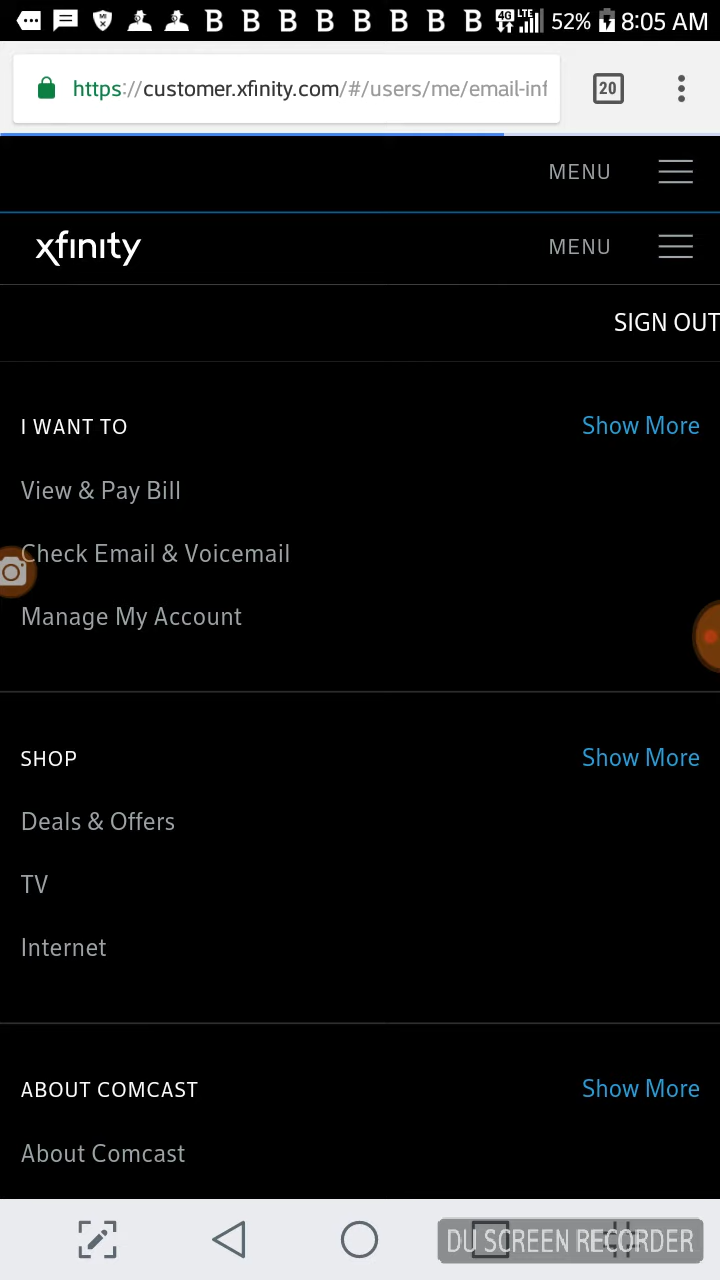 B B B B B B B B 4G LTE 52% 8:05 AM
https://customer.xfinity.com/#/users/me/email-inf
20
MENU
xfinity
MENU
SIGN OUT
I WANT TO
Show More
View & Pay Bill
Check Email & Voicemail
Manage My Account
SHOP
Show More
Deals & Offers
TV
Internet
ABOUT COMCAST
Show More
About Comcast
DU SCREEN RECORDER